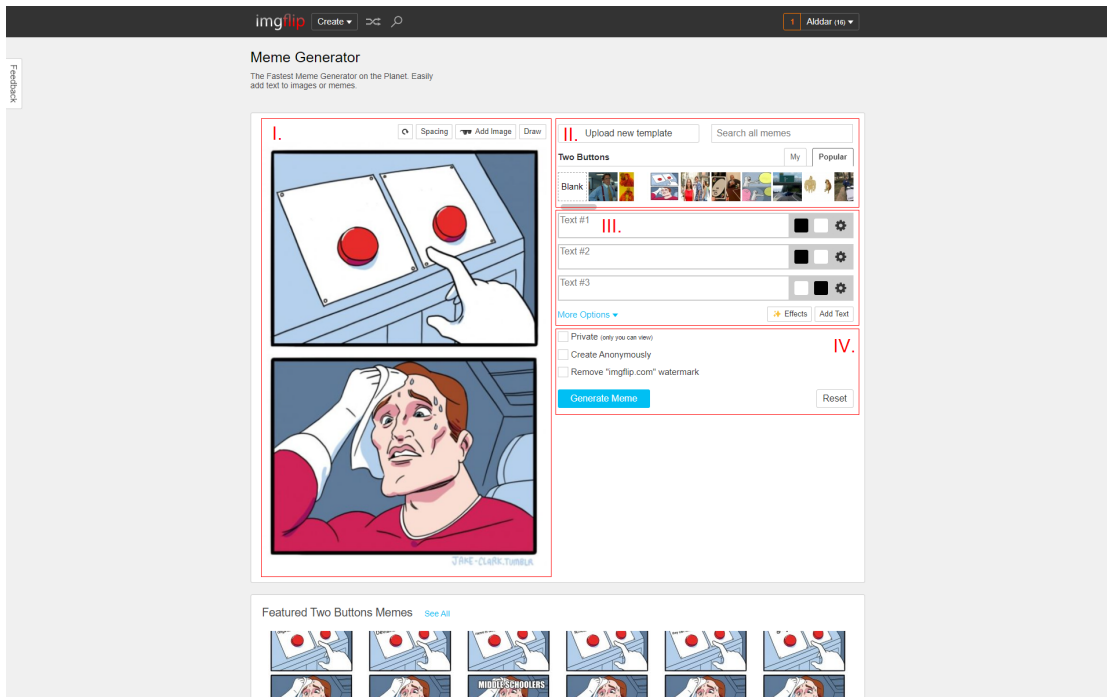 imgflip Create ▾ 1 Alddar (16) ▾
Feedback
Meme Generator
The Fastest Meme Generator on the Planet. Easily
add text to images or memes.
I. Spacing Add Image Draw
II. Upload new template Search all memes
Two Buttons My Popular
Blank
Text #1 III.
Text #2
Text #3
More Options ▾ Effects Add Text
Private (only you can view) IV.
Create Anonymously
Remove "imgflip.com" watermark
Generate Meme Reset
JAKE-CLARK.TUMBLR
Featured Two Buttons Memes See All
MIDDLE SCHOOLERS